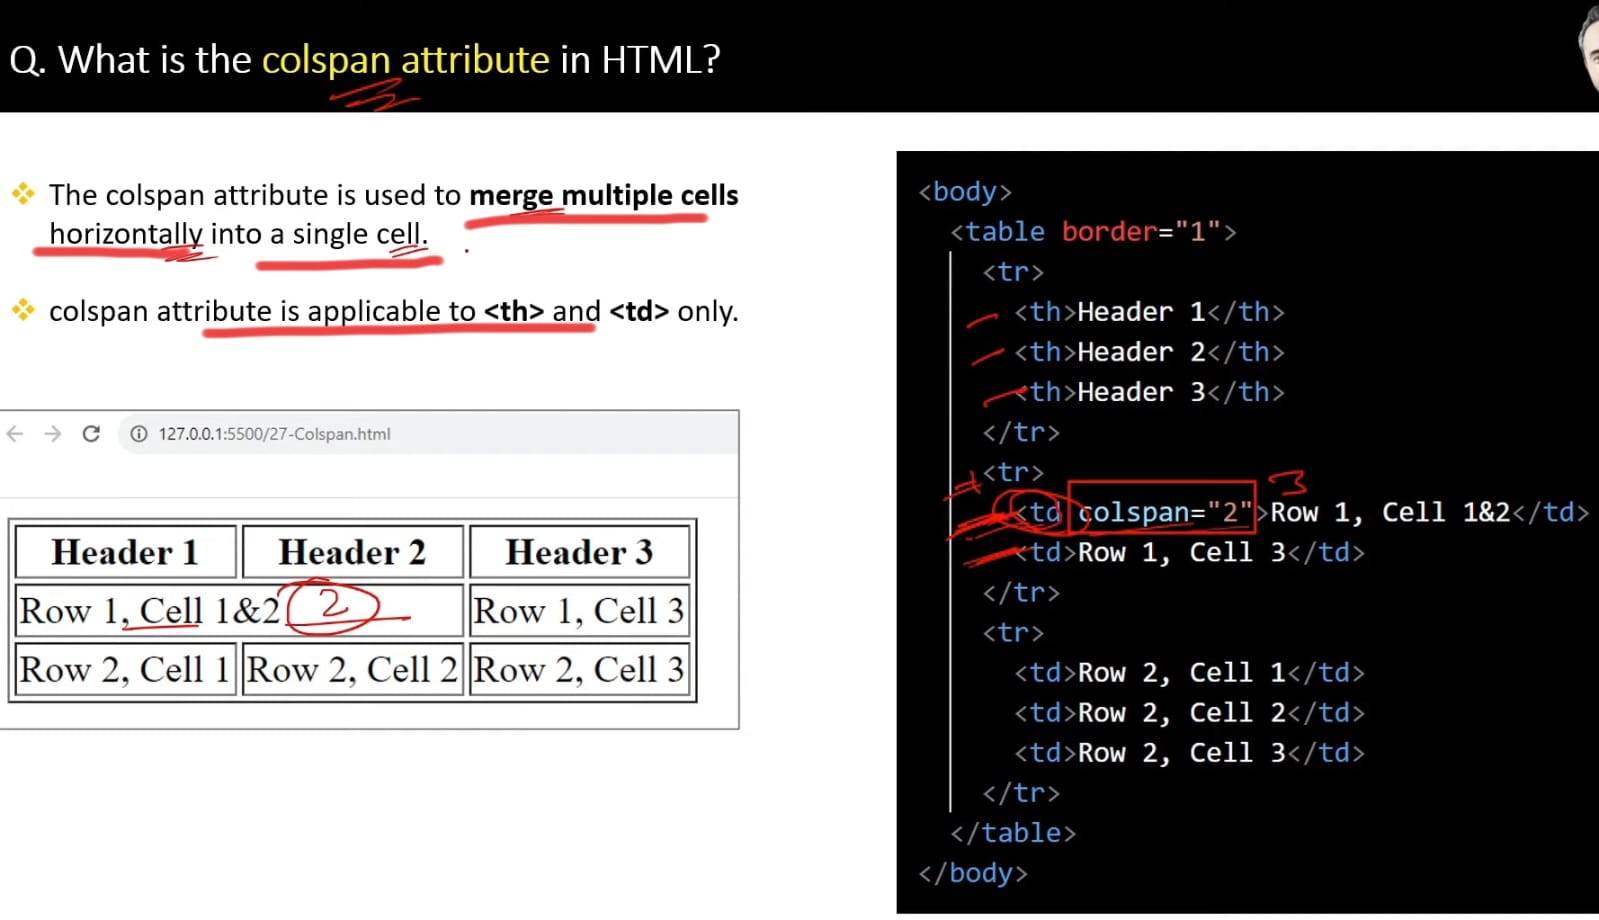 Q. What is the colspan attribute in HTML?
The colspan attribute is used to merge multiple cells
horizontally into a single cell.
colspan attribute is applicable to <th> and <td> only.
127.0.0.1:5500/27-Colspan.html
Header 1 Header 2 Header 3
Row 1, Cell 1&2 2 Row 1, Cell 3
Row 2, Cell 1 Row 2, Cell 2 Row 2, Cell 3
<body>
<table border="1">
<tr>
<th>Header 1</th>
<th>Header 2</th>
<th>Header 3</th>
</tr>
<tr>
3
<td colspan="2">Row 1, Cell 1&2</td>
<td>Row 1, Cell 3</td>
</tr>
<tr>
<td>Row 2, Cell 1</td>
<td>Row 2, Cell 2</td>
<td>Row 2, Cell 3</td>
</tr>
</table>
</body>